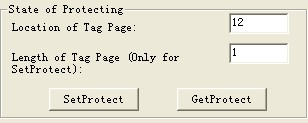 State of Protecting
Location of Tag Page:
12
Length of Tag Page (Only for
SetProtect):
1
SetProtect
GetProtect